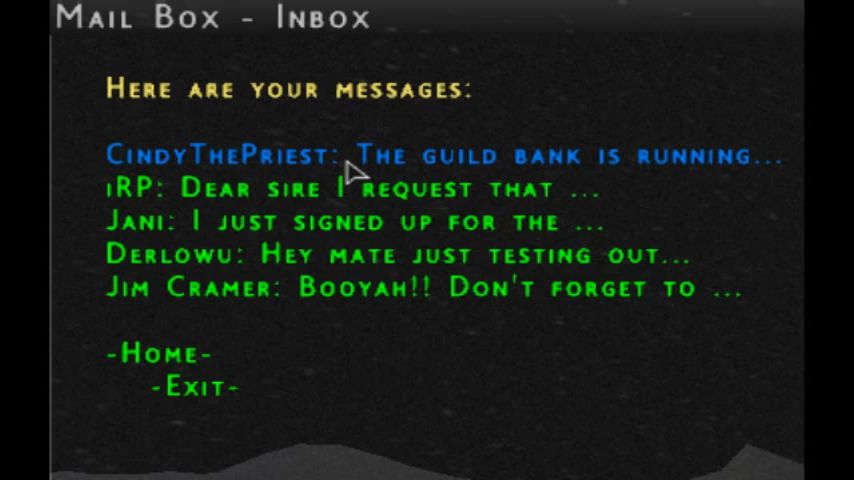 Mail Box - Inbox
Here are your messages:
CindyThePriest: The guild bank is running...
iRP: Dear sire I request that ...
Jani: I just signed up for the ...
Derlowu: Hey mate just testing out...
Jim Cramer: Booyah!! Don't forget to ...
-Home-
-Exit-